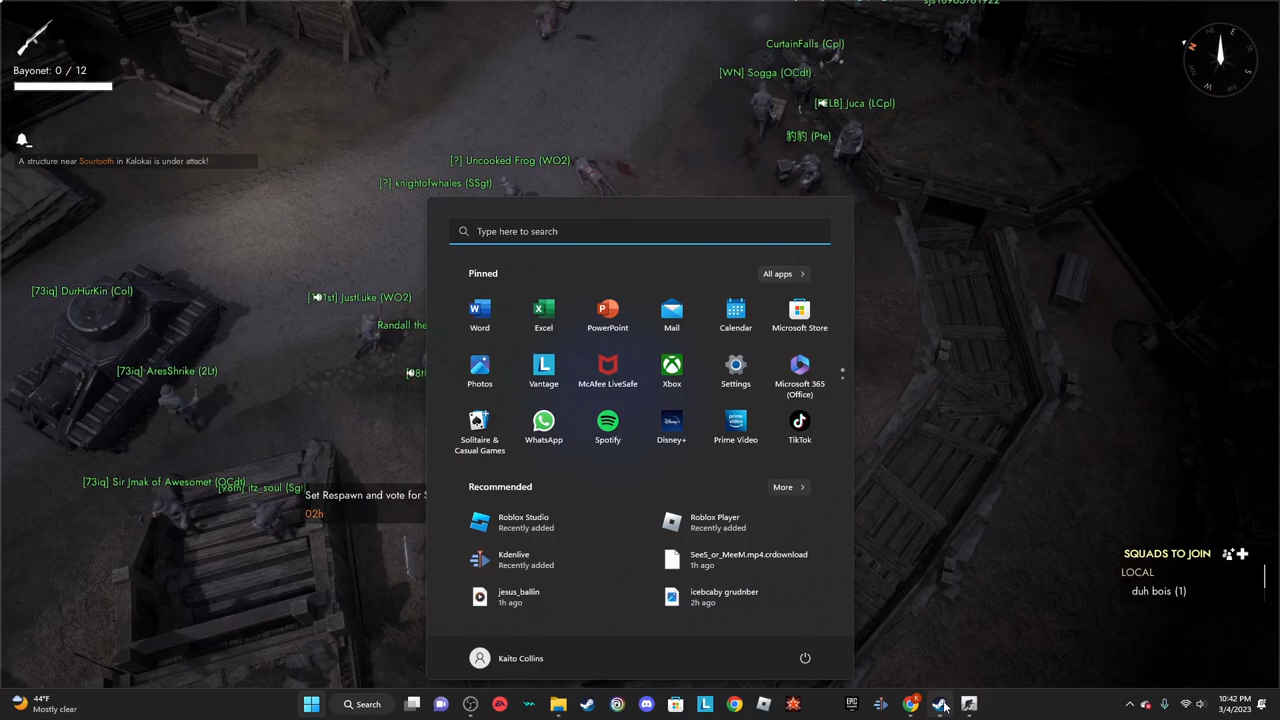 sjs16965761922
CurtainFalls (Cpl)
Bayonet: 0 / 12
[WN] Sogga (OCdt)
Juca (LCpl)
豹豹 (Pte)
N
E
S
W
A structure near Sourtooth in Kalokai is under attack!
[?] Uncooked Frog (WO2)
[?] knightofwhales (SSgt)
Type here to search
Pinned
All apps
[73iq] DurHurKin (Col)
JustLuke (WO2)
Randall the
Word
Excel
PowerPoint
Mail
Calendar
Microsoft Store
[73iq] AresShrike (2Lt)
Photos
Vantage
McAfee LiveSafe
Xbox
Settings
Microsoft 365
(Office)
Solitaire &
Casual Games
WhatsApp
Spotify
Disney+
Prime Video
TikTok
[73iq] Sir Jmak of Awesomet (OCdt)
itz_soul (Sgt)
Set Respawn and vote for S
02h
Recommended
More
Roblox Studio
Recently added
Roblox Player
Recently added
Kdenlive
Recently added
SeeS_or_MeeM.mp4.crdownload
1h ago
jesus_ballin
1h ago
icebcaby grudnber
2h ago
SQUADS TO JOIN
LOCAL
duh bois (1)
Kaito Collins
44°F
Mostly clear
Search
10:42 PM
3/4/2023